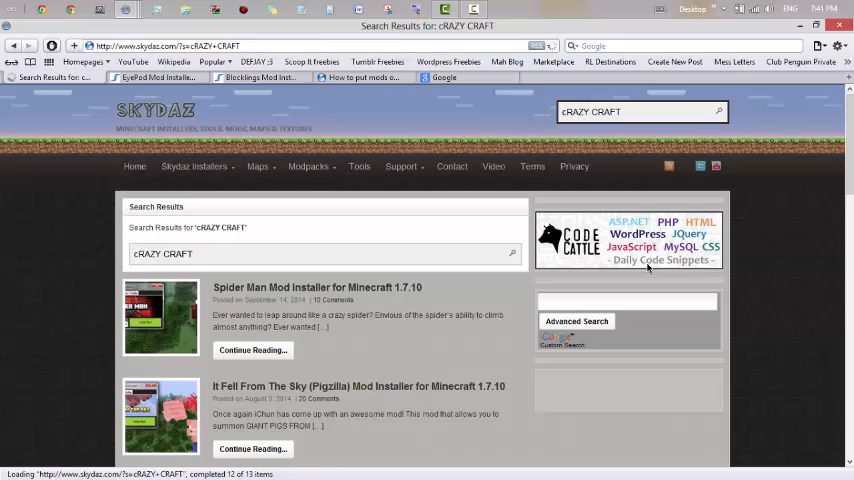 Desktop
ENG
7:41 PM
Search Results for: cRAZY CRAFT
http://www.skydaz.com/?s=cRAZY+CRAFT
RSS
Google
Homepages
YouTube
Wikipedia
Popular
DEEJAY ;3
Scoop It Freebies
Tumblr Freebies
Wordpress Freebies
Mah Blog
Marketplace
RL Destinations
Create New Post
Mess Letters
Club Penguin Private
Search Results for: c...
EyePod Mod Installe...
Blocklings Mod Inst...
How to put mods o...
Google
SKYDAZ
cRAZY CRAFT
MINECRAFT INSTALLERS, TOOLS, MODS, MAPS & TEXTURES
Home
Skydaz Installers
Maps
Modpacks
Tools
Support
Contact
Video
Terms
Privacy
Search Results
Search Results for 'cRAZY CRAFT'
cRAZY CRAFT
CODE CATTLE
ASP.NET PHP HTML
WordPress JQuery
JavaScript MySQL CSS
- Daily Code Snippets -
Advanced Search
Google™
Custom Search
Spider Man Mod Installer for Minecraft 1.7.10
Posted on September 14, 2014 | 10 Comments
Ever wanted to leap around like a crazy spider? Envious of the spider's ability to climb
almost anything? Ever wanted [...]
Continue Reading...
It Fell From The Sky (Pigzilla) Mod Installer for Minecraft 1.7.10
Posted on August 3, 2014 | 20 Comments
Once again iChun has come up with an awesome mod! This mod that allows you to
summon GIANT PIGS FROM [...]
Continue Reading...
Loading "http://www.skydaz.com/?s=cRAZY+CRAFT", completed 12 of 13 items